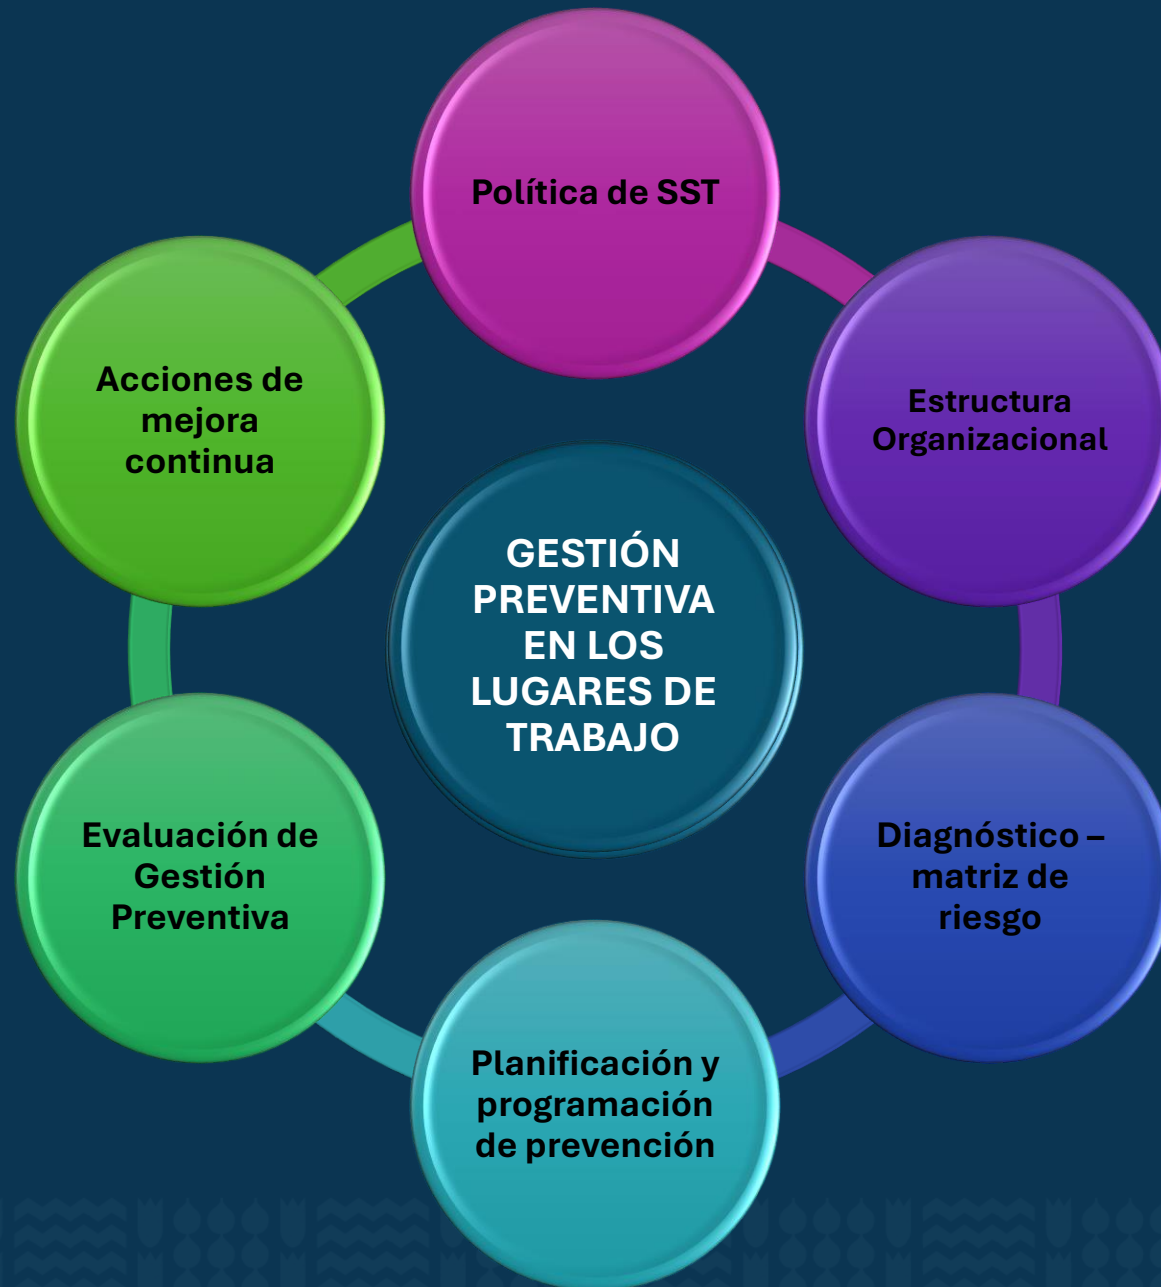 Política de SST
Estructura
Organizacional
Diagnóstico –
matriz de
riesgo
Planificación y
programación
de prevención
Evaluación de
Gestión
Preventiva
Acciones de
mejora
continua
GESTIÓN
PREVENTIVA
EN LOS
LUGARES DE
TRABAJO